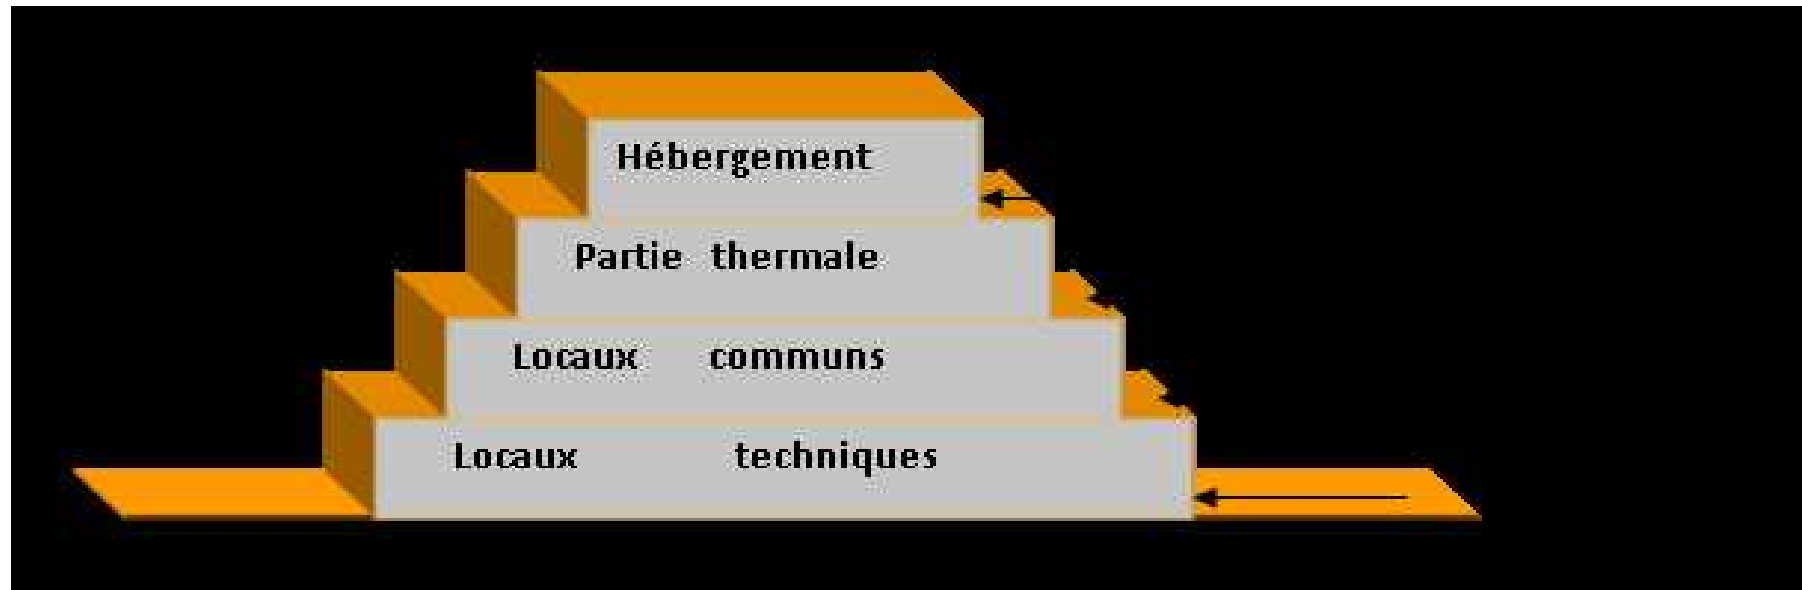 Hébergement
Partie thermale
Locaux communs
Locaux techniques